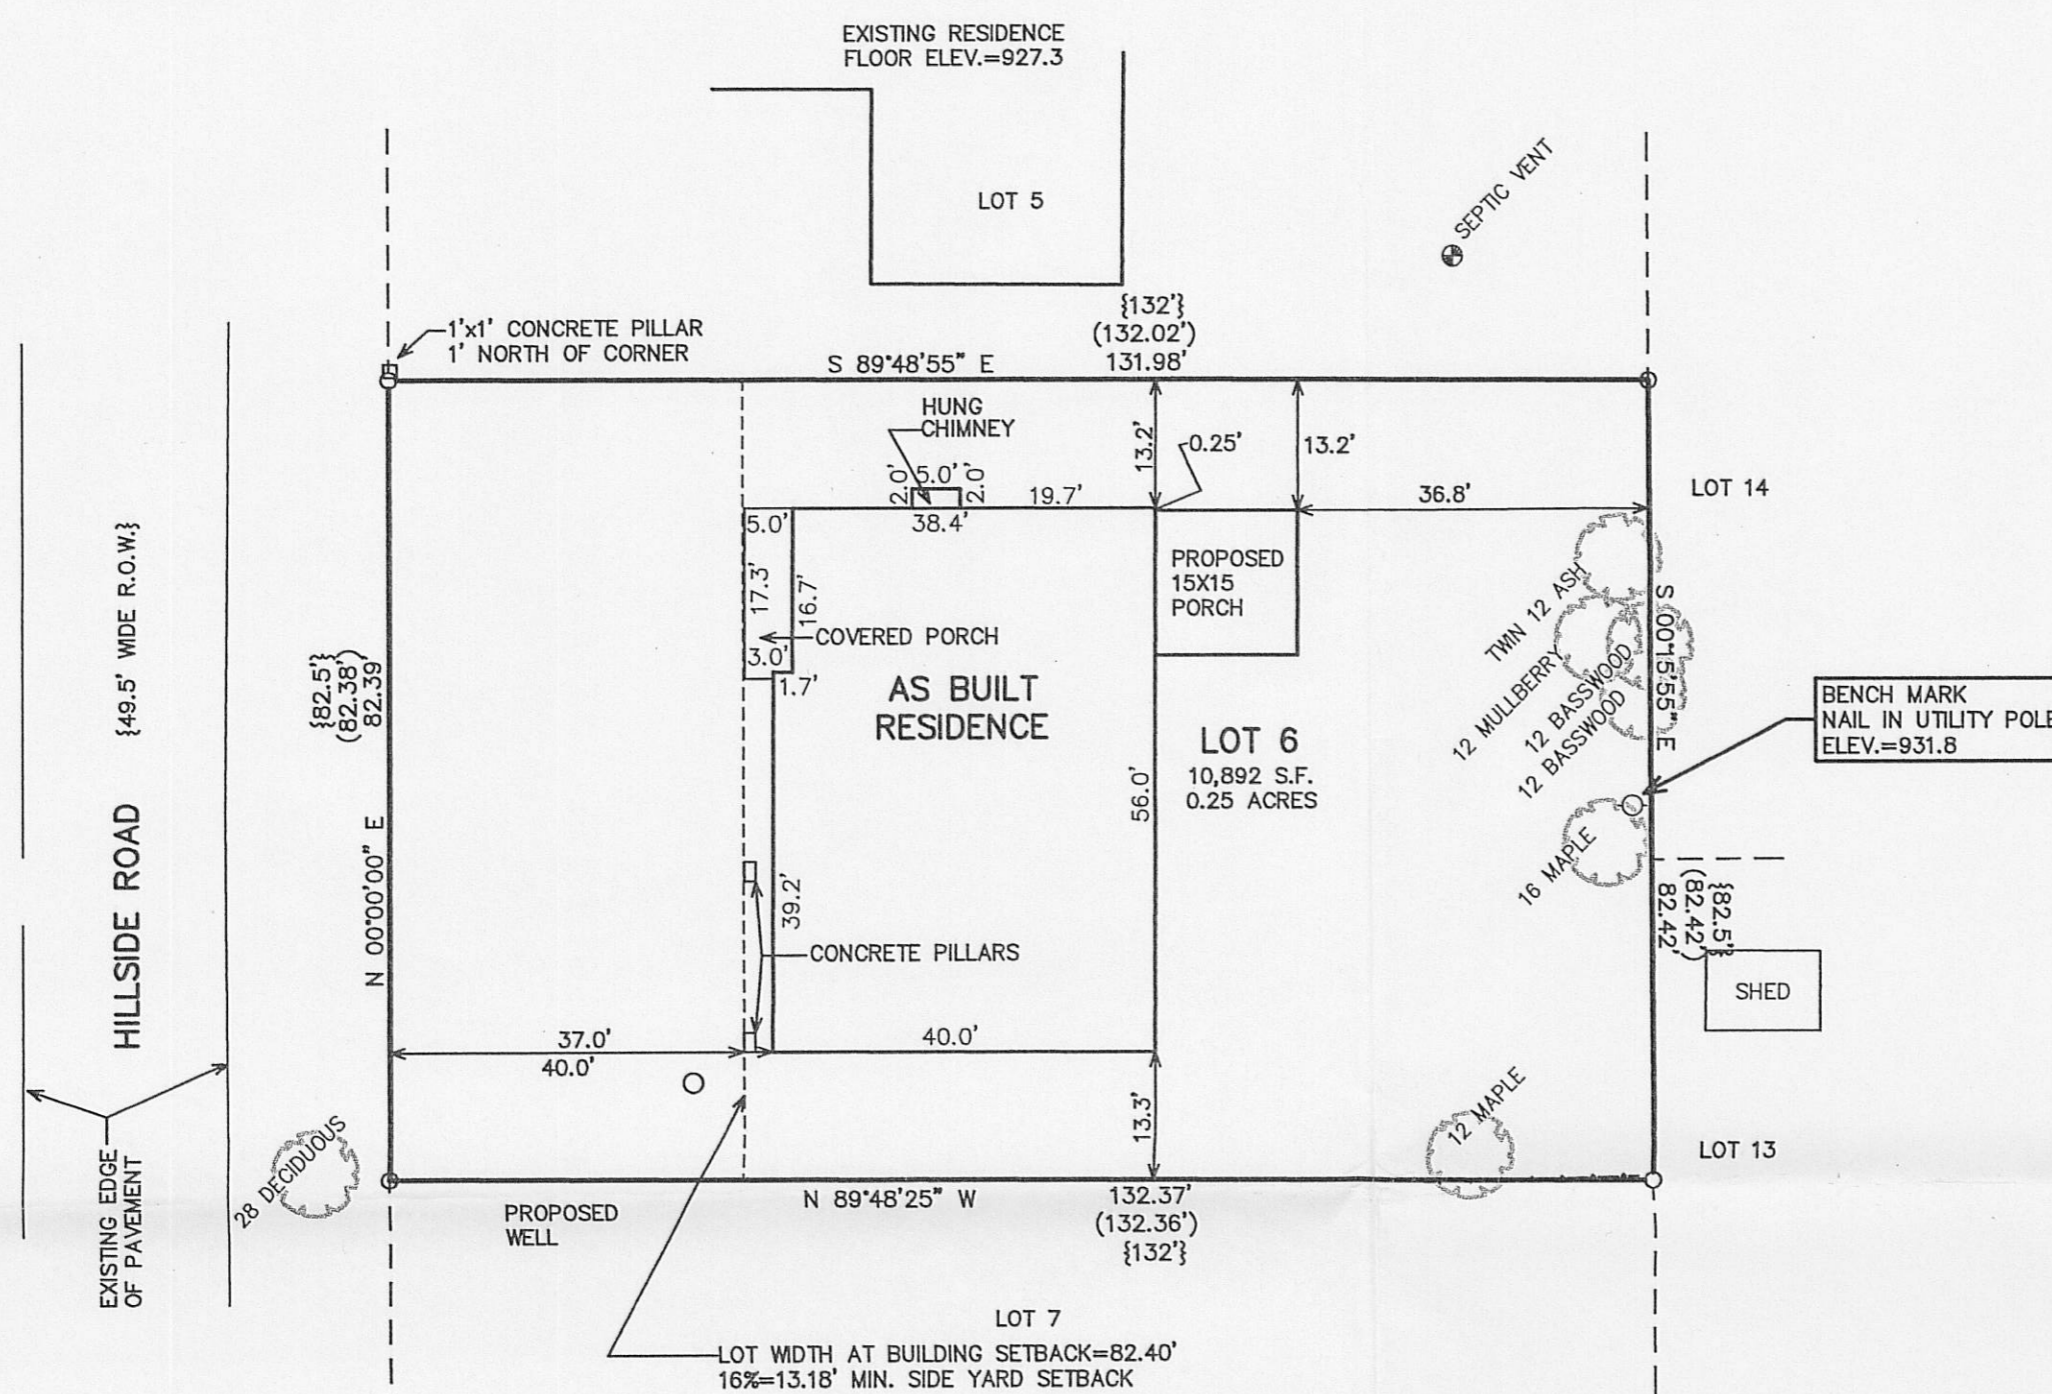 EXISTING RESIDENCE
FLOOR ELEV.=927.3
LOT 5
SEPTIC VENT
{132'}
(132.02')
1'x1' CONCRETE PILLAR
1' NORTH OF CORNER
S 89°48'55" E
131.98'
HUNG
CHIMNEY
13.2'
0.25'
13.2'
2.0'
5.0'
2.0'
19.7'
36.8'
LOT 14
5.0'
38.4'
17.3'
16.7'
COVERED PORCH
3.0'
1.7'
PROPOSED
15X15
PORCH
AS BUILT
RESIDENCE
LOT 6
10,892 S.F.
0.25 ACRES
56.0'
TWIN 12 ASH
12 MULLBERRY
12 BASSWOOD
12 BASSWOOD
S 00°15'55" E
BENCH MARK
NAIL IN UTILITY POLE
ELEV.=931.8
16 MAPLE
{82.5'}
(82.42')
82.42'
SHED
HILLSIDE ROAD
{49.5' WIDE R.O.W.}
{82.5'}
(82.38')
82.39'
N 00°00'00" E
39.2'
CONCRETE PILLARS
37.0'
40.0'
40.0'
13.3'
12 MAPLE
LOT 13
28 DECIDUOUS
EXISTING EDGE
OF PAVEMENT
PROPOSED
WELL
N 89°48'25" W
132.37'
(132.36')
{132'}
LOT 7
LOT WIDTH AT BUILDING SETBACK=82.40'
16%=13.18' MIN. SIDE YARD SETBACK